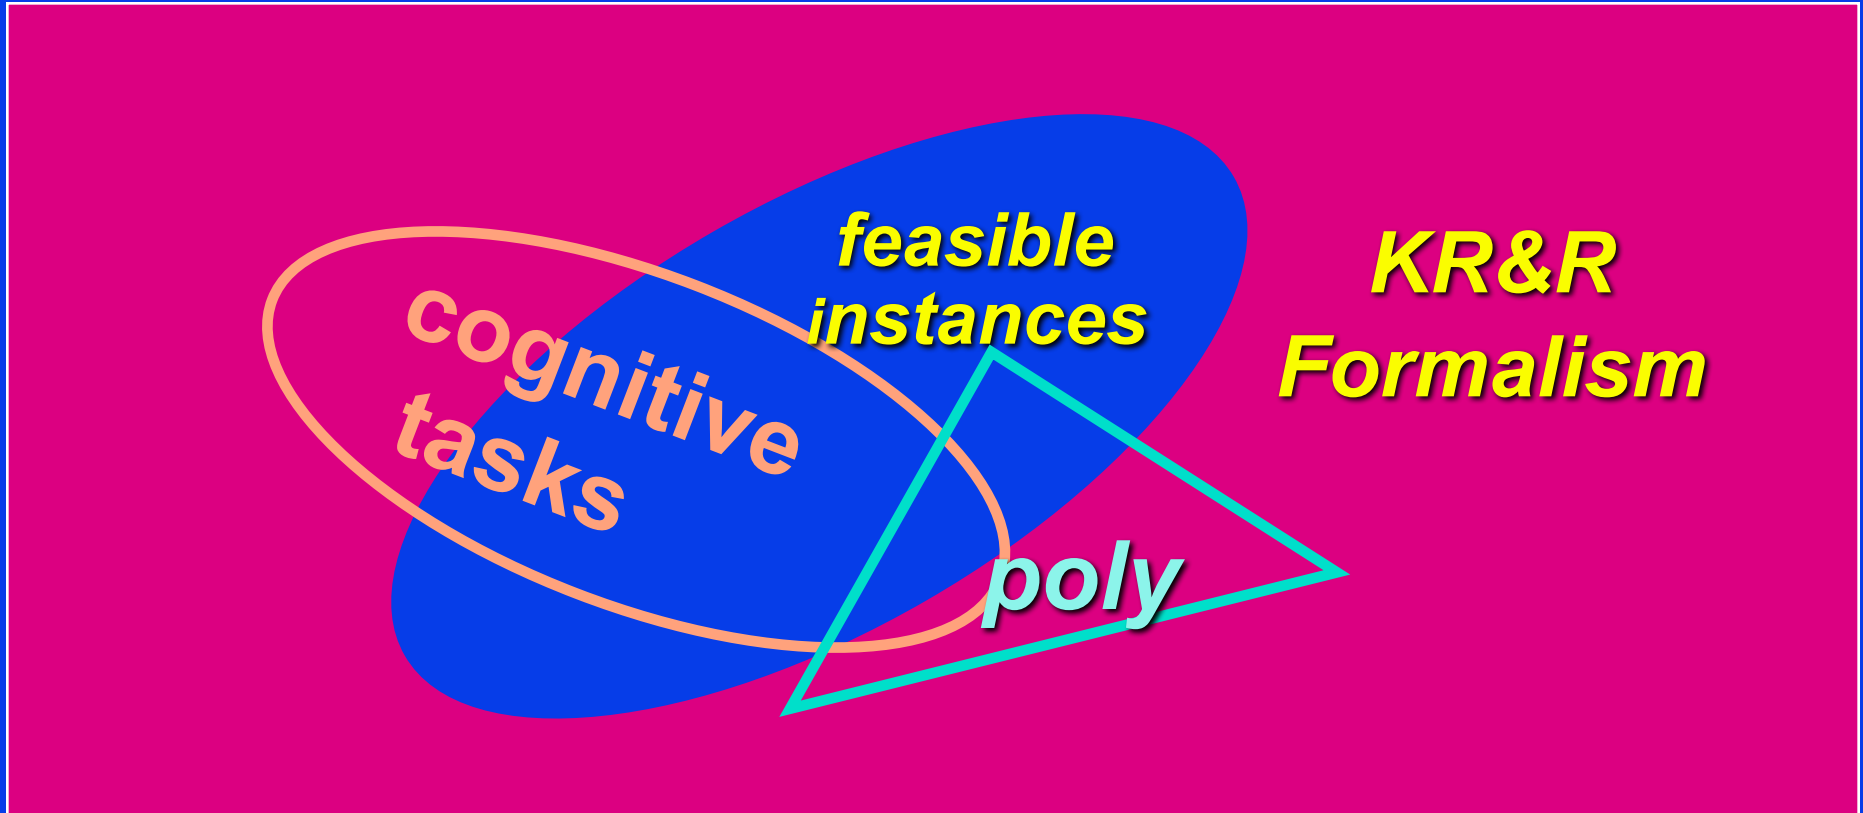 feasible
instances
KR&R
Formalism
cognitive
tasks
poly